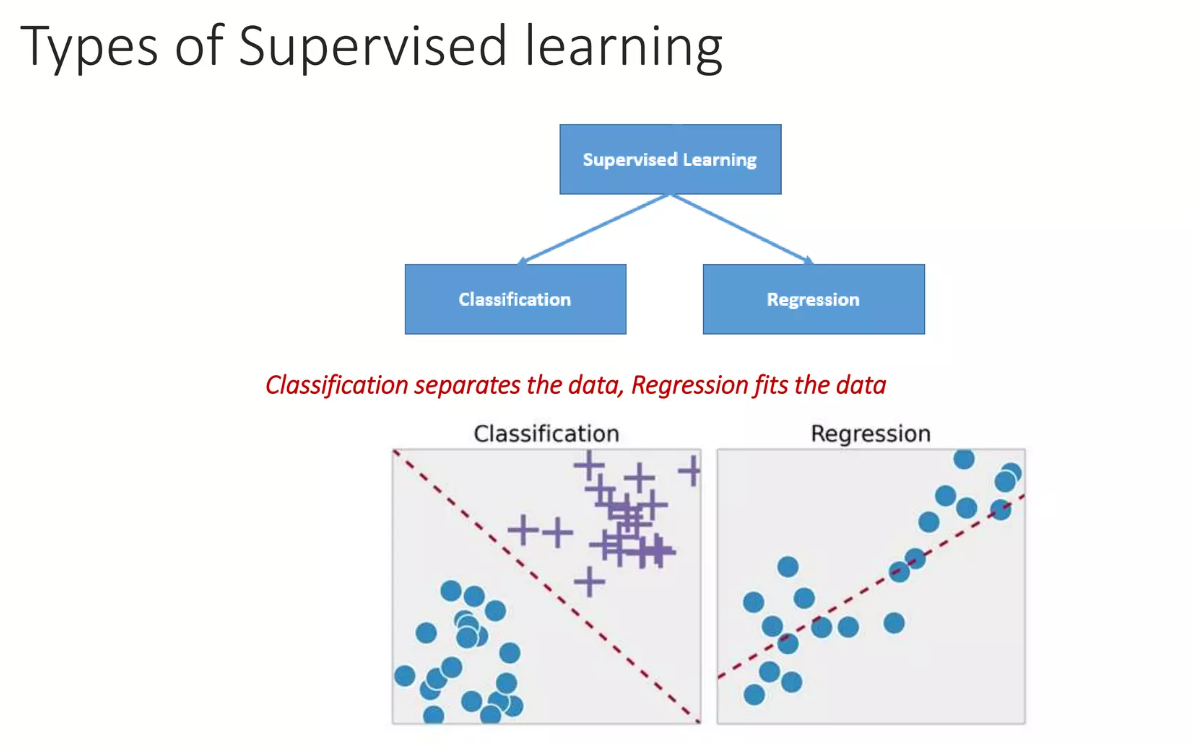 Types of Supervised learning
Supervised Learning
Classification
Regression
Classification separates the data, Regression fits the data
Classification
Regression